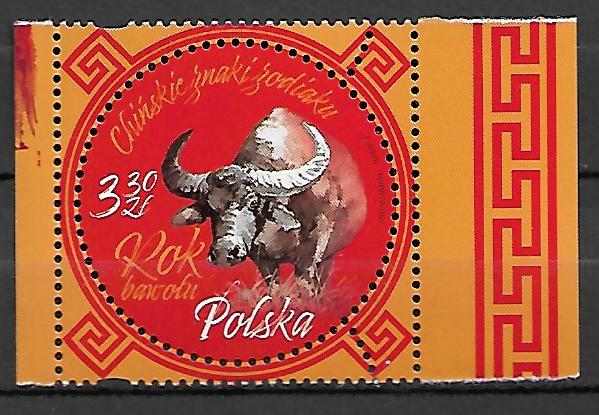 Chińskie znaki zodiaku
3 30 zł
Rok
bawołu
Polska